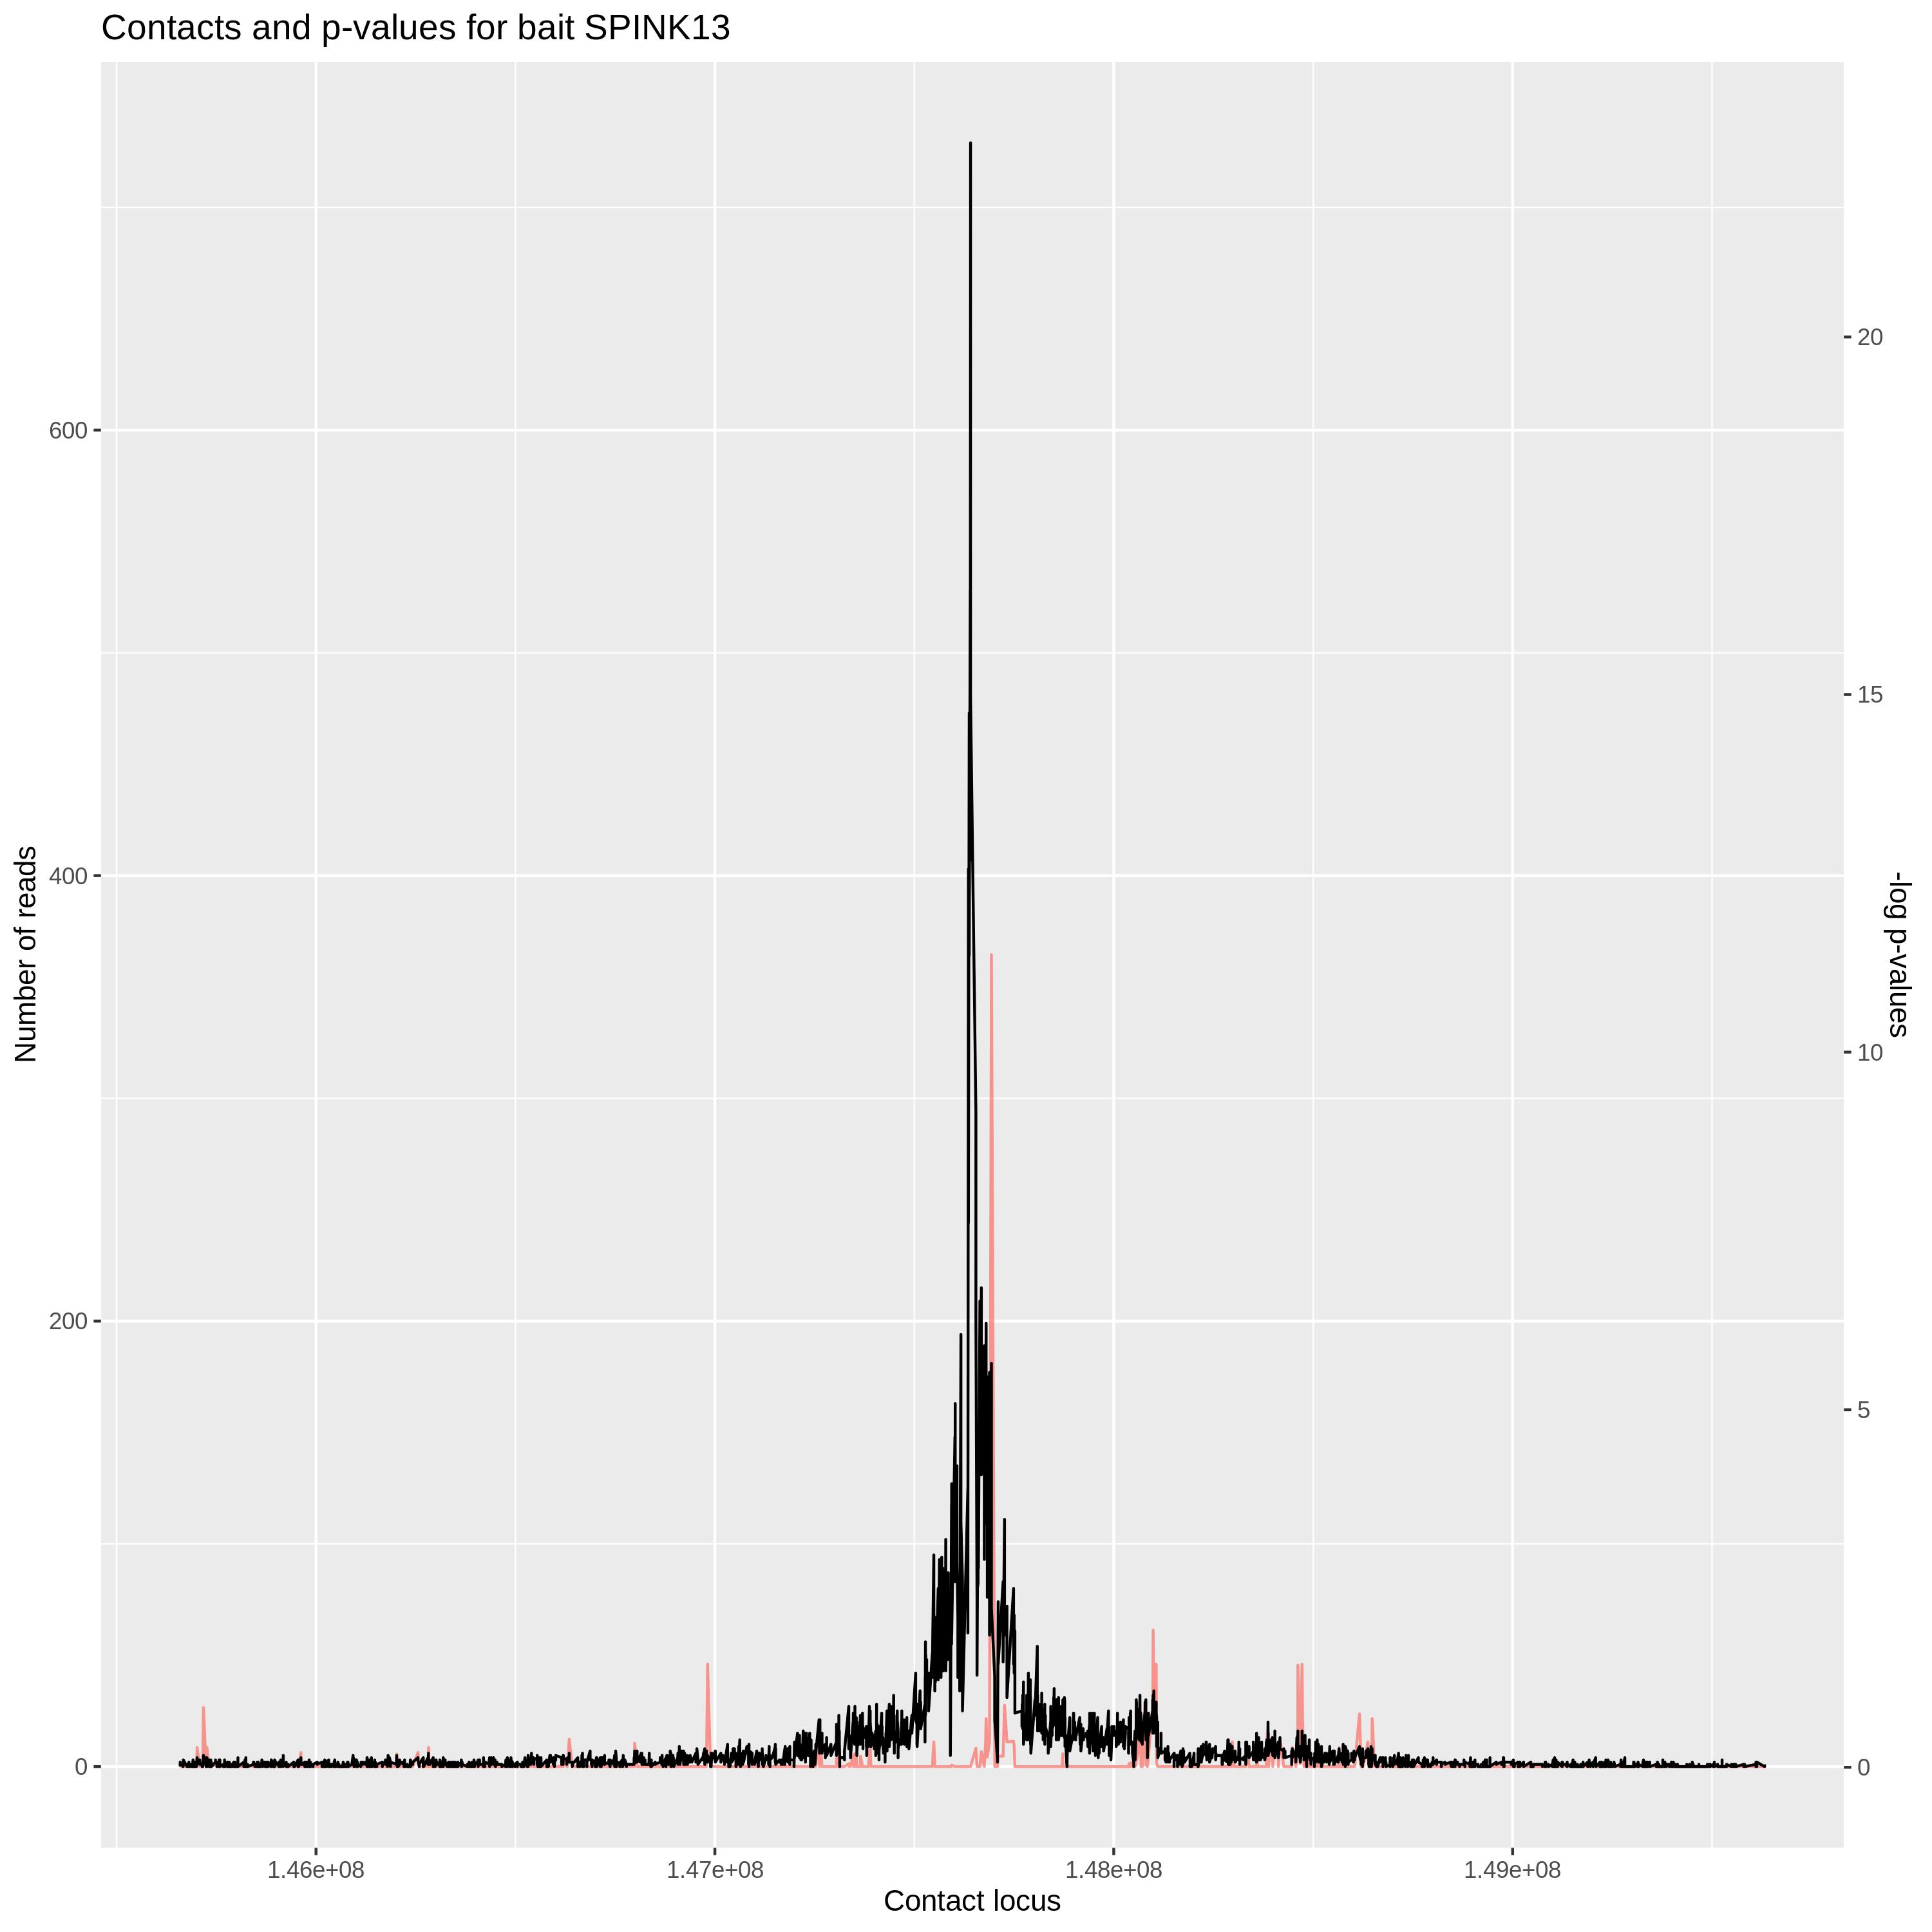 Contacts and p-values for bait SPINK13
Number of reads
600
400
200
0
20
15
10
5
0
-log p-values
1.46e+08
1.47e+08
1.48e+08
1.49e+08
Contact locus